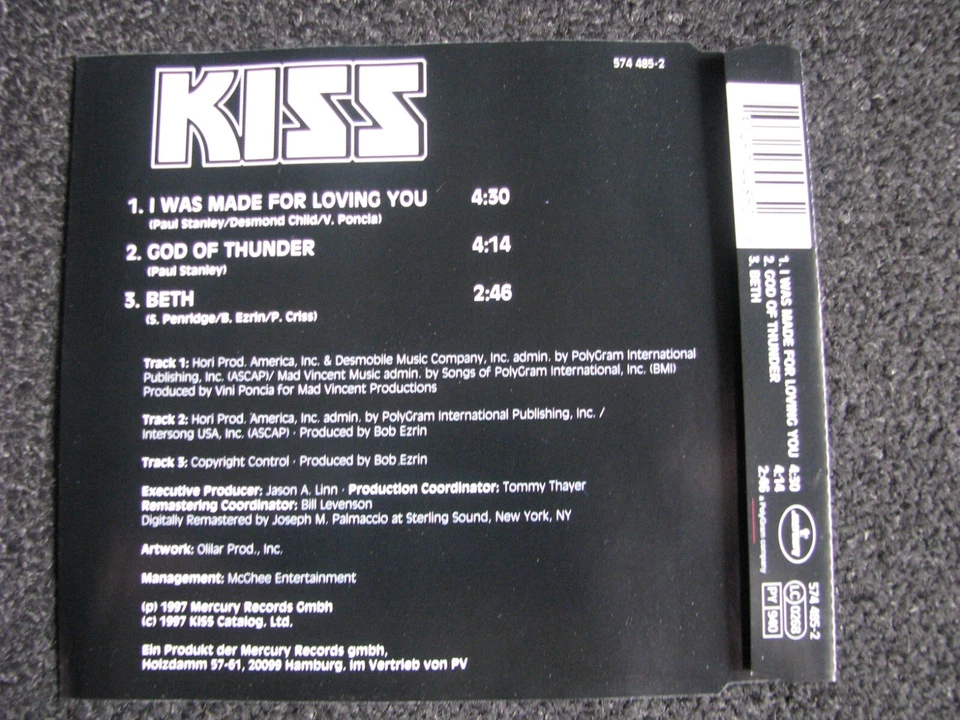 KISS
574 485-2
1. I WAS MADE FOR LOVING YOU 4:30
(Paul Stanley/Desmond Child/V. Poncia)
2. GOD OF THUNDER 4:14
(Paul Stanley)
3. BETH 2:46
(S. Penridge/B. Ezrin/P. Criss)
Track 1: Hori Prod. America, Inc. & Desmobile Music Company, Inc. admin. by PolyGram International
Publishing, Inc. (ASCAP)/ Mad Vincent Music admin. by Songs of PolyGram International, Inc. (BMI)
Produced by Vini Poncia for Mad Vincent Productions
Track 2: Hori Prod. America, Inc. admin. by PolyGram International Publishing, Inc. /
Intersong USA, Inc. (ASCAP) · Produced by Bob Ezrin
Track 3: Copyright Control · Produced by Bob Ezrin
Executive Producer: Jason A. Linn · Production Coordinator: Tommy Thayer
Remastering Coordinator: Bill Levenson
Digitally Remastered by Joseph M. Palmaccio at Sterling Sound, New York, NY
Artwork: Olilar Prod., Inc.
Management: McGhee Entertainment
(p) 1997 Mercury Records Gmbh
(c) 1997 KISS Catalog, Ltd.
Ein Produkt der Mercury Records gmbh,
Holzdamm 57-61, 20099 Hamburg, im Vertrieb von PV
1. I WAS MADE FOR LOVING YOU 4:30
2. GOD OF THUNDER 4:14
3. BETH 2:46
mercury
a PolyGram company
574 485-2
LC 0268
PY 940